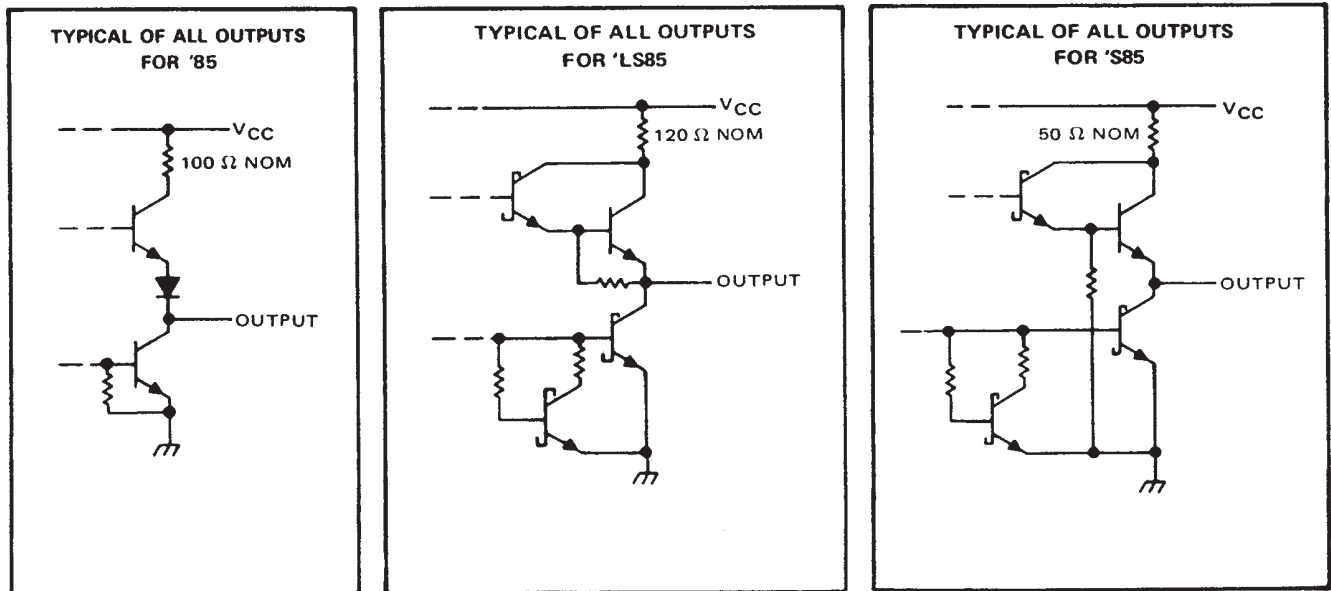 TYPICAL OF ALL OUTPUTS
FOR '85
VCC
100 Ω NOM
OUTPUT
TYPICAL OF ALL OUTPUTS
FOR 'LS85
VCC
120 Ω NOM
OUTPUT
TYPICAL OF ALL OUTPUTS
FOR 'S85
VCC
50 Ω NOM
OUTPUT